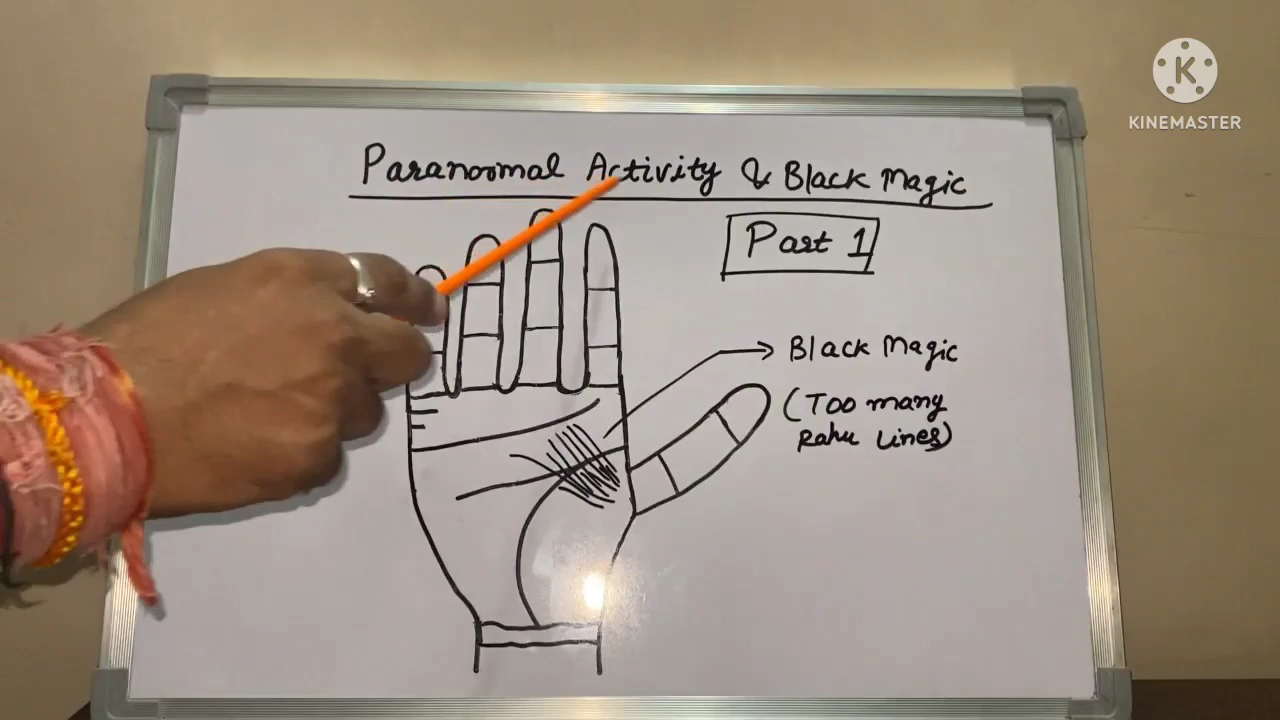 Paranormal Activity & Black Magic
Part 1
Black Magic
(Too many
Rahu Lines)
K
KINEMASTER